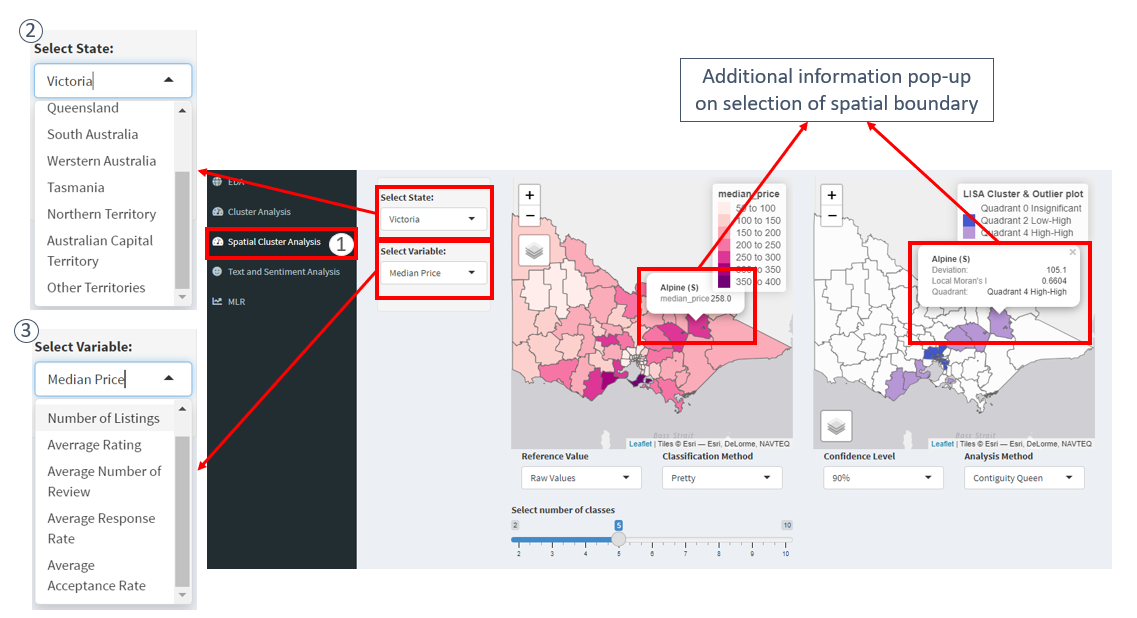 ②
Select State:
Victoria
Queensland
South Australia
Werstern Australia
Tasmania
Northern Territory
Australian Capital
Territory
Other Territories
③
Select Variable:
Median Price
Number of Listings
Averrage Rating
Average Number of
Review
Average Response
Rate
Average
Acceptance Rate
EDA
Cluster Analysis
Spatial Cluster Analysis
①
Text and Sentiment Analysis
MLR
Select State:
Victoria
Select Variable:
Median Price
Additional information pop-up
on selection of spatial boundary
+
−
median_price
50 to 100
100 to 150
150 to 200
200 to 250
250 to 300
300 to 350
350 to 400
Alpine (S)
median_price 258.0
Bass Strait
Leaflet | Tiles © Esri — Esri, DeLorme, NAVTEQ
Reference Value
Raw Values
Classification Method
Pretty
Select number of classes
2
5
10
2 3 4 5 6 7 8 9 10
+
−
LISA Cluster & Outlier plot
Quadrant 0 Insignificant
Quadrant 2 Low-High
Quadrant 4 High-High
×
Alpine (S)
Deviation: 105.1
Local Moran's I 0.6604
Quadrant: Quadrant 4 High-High
Bass Strait
Leaflet | Tiles © Esri — Esri, DeLorme, NAVTEQ
Confidence Level
90%
Analysis Method
Contiguity Queen